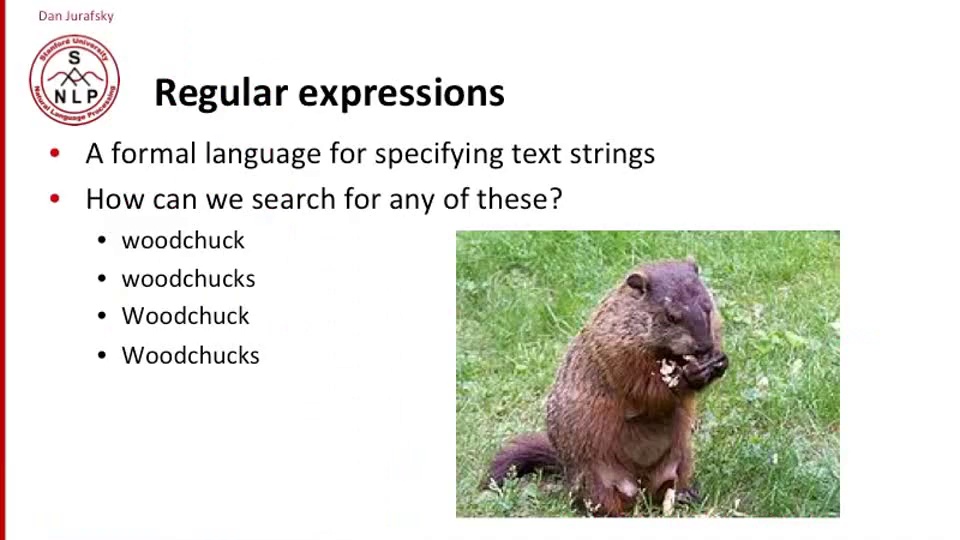 Dan Jurafsky
Stanford University
S
NLP
Natural Language Processing
Regular expressions
• A formal language for specifying text strings
• How can we search for any of these?
• woodchuck
• woodchucks
• Woodchuck
• Woodchucks